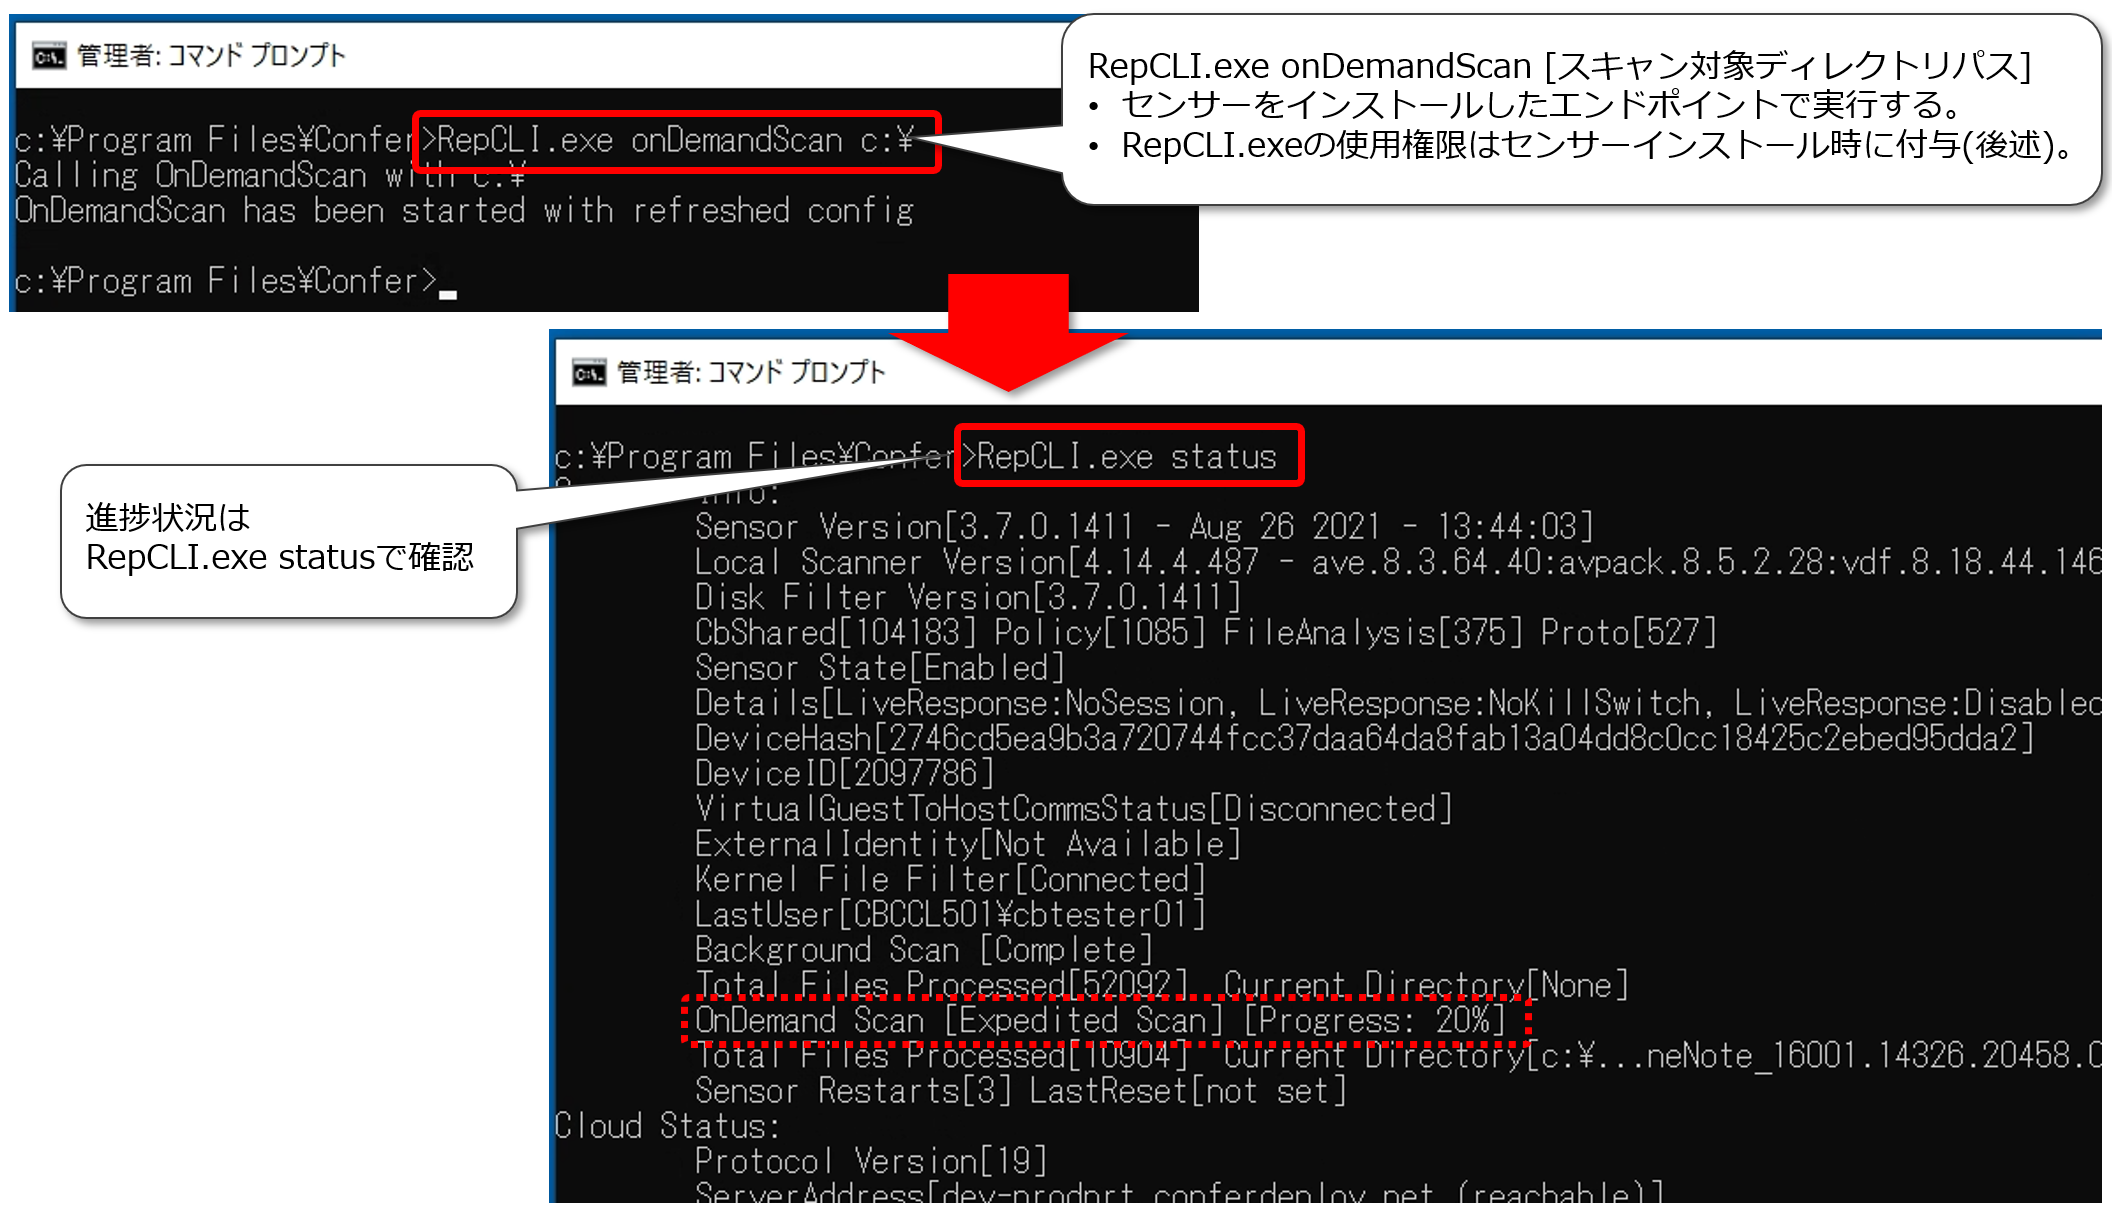 管理者: コマンド プロンプト
c:¥Program Files¥Confer>RepCLI.exe onDemandScan c:¥
Calling OnDemandScan with c:¥
OnDemandScan has been started with refreshed config
c:¥Program Files¥Confer>
RepCLI.exe onDemandScan [スキャン対象ディレクトリパス]
• センサーをインストールしたエンドポイントで実行する。
• RepCLI.exeの使用権限はセンサーインストール時に付与(後述)。
管理者: コマンド プロンプト
c:¥Program Files¥Confer>RepCLI.exe status
進捗状況は
RepCLI.exe statusで確認
Info:
Sensor Version[3.7.0.1411 - Aug 26 2021 - 13:44:03]
Local Scanner Version[4.14.4.487 - ave.8.3.64.40:avpack.8.5.2.28:vdf.8.18.44.146
Disk Filter Version[3.7.0.1411]
CbShared[104183] Policy[1085] FileAnalysis[375] Proto[527]
Sensor State[Enabled]
Details[LiveResponse:NoSession, LiveResponse:NoKillSwitch, LiveResponse:Disabled
DeviceHash[2746cd5ea9b3a720744fcc37daa64da8fab13a04dd8c0cc18425c2ebed95dda2]
DeviceID[2097786]
VirtualGuestToHostCommsStatus[Disconnected]
ExternalIdentity[Not Available]
Kernel File Filter[Connected]
LastUser[CBCCL501¥cbtester01]
Background Scan [Complete]
Total Files Processed[52092] Current Directory[None]
OnDemand Scan [Expedited Scan] [Progress: 20%]
Total Files Processed[10904] Current Directory[c:¥...neNote_16001.14326.20458.0
Sensor Restarts[3] LastReset[not set]
Cloud Status:
Protocol Version[19]
ServerAddress[dev-prodnrt.conferdeploy.net (reachable)]